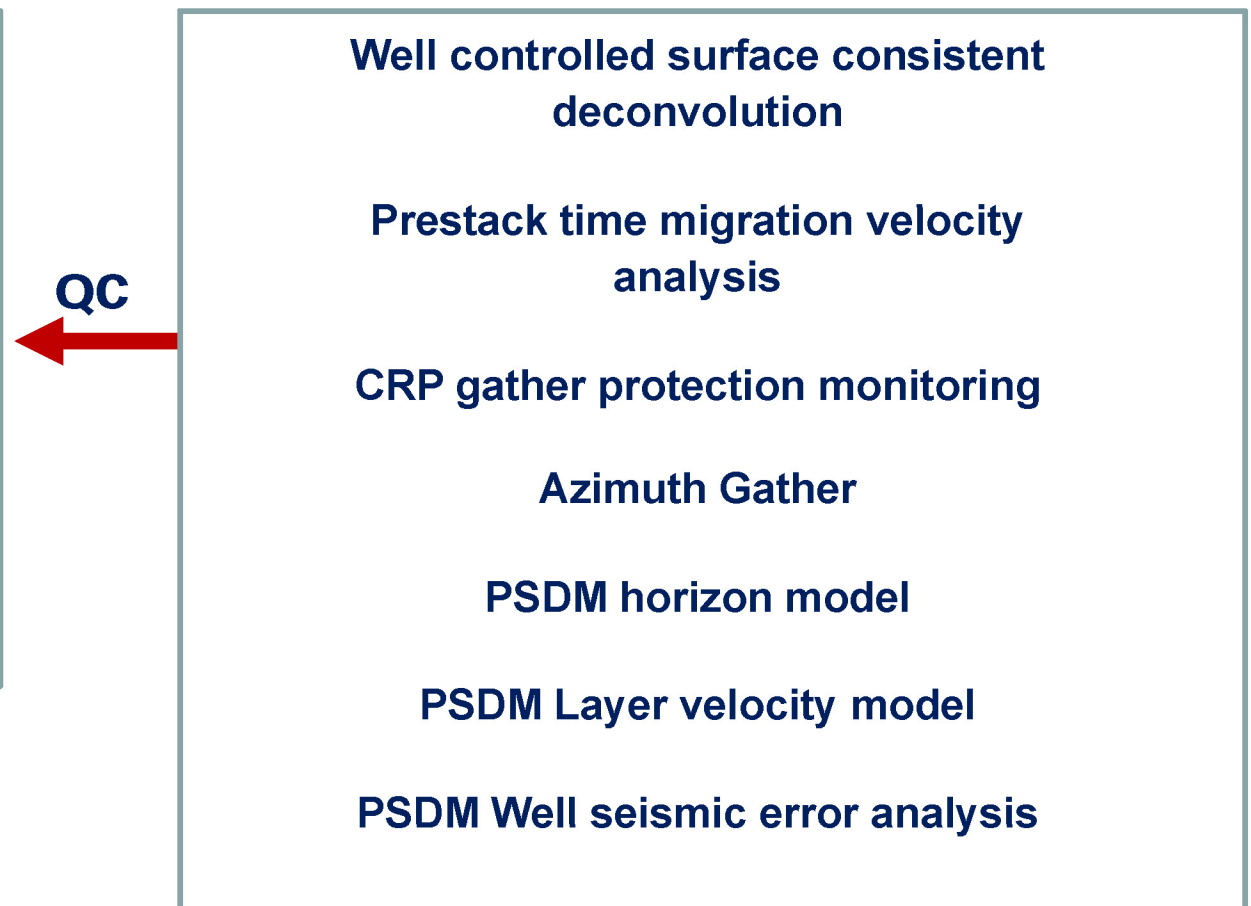 Well controlled surface consistent
deconvolution
Prestack time migration velocity
analysis
QC
CRP gather protection monitoring
Azimuth Gather
PSDM horizon model
PSDM Layer velocity model
PSDM Well seismic error analysis